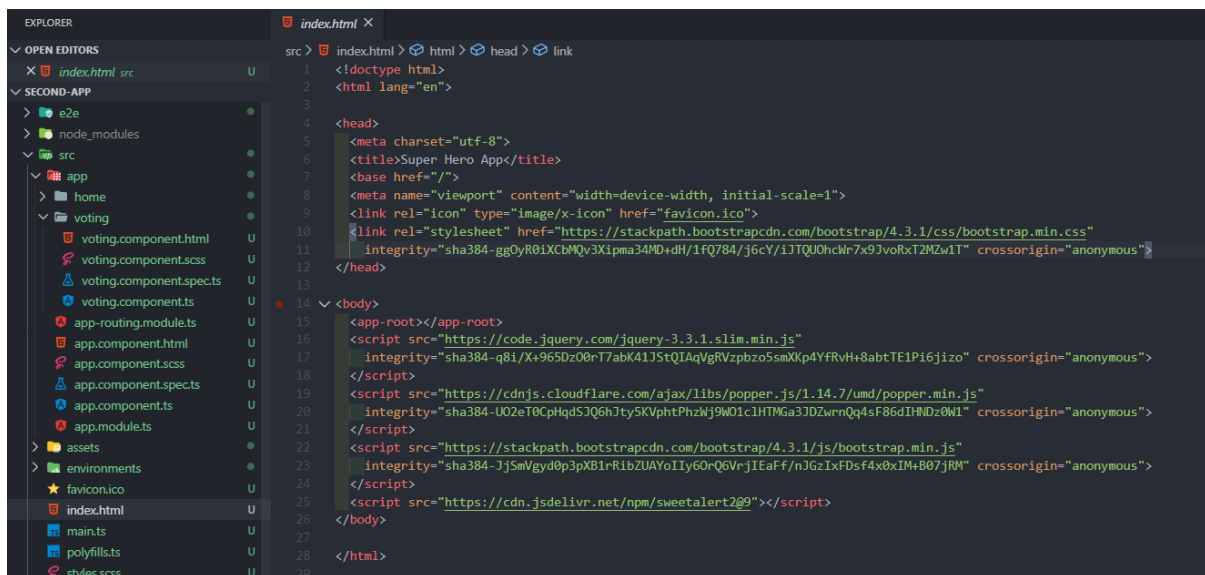 EXPLORER
OPEN EDITORS
index.html src U
SECOND-APP
e2e
node_modules
src
app
home
voting
voting.component.html U
voting.component.scss U
voting.component.spec.ts U
voting.component.ts U
app-routing.module.ts U
app.component.html U
app.component.scss U
app.component.spec.ts U
app.component.ts U
app.module.ts U
assets
environments
favicon.ico U
index.html U
main.ts U
polyfills.ts U
styles.scss U
index.html
src > index.html > html > head > link
1 <!doctype html>
2 <html lang="en">
3
4 <head>
5 <meta charset="utf-8">
6 <title>Super Hero App</title>
7 <base href="/">
8 <meta name="viewport" content="width=device-width, initial-scale=1">
9 <link rel="icon" type="image/x-icon" href="favicon.ico">
10 <link rel="stylesheet" href="https://stackpath.bootstrapcdn.com/bootstrap/4.3.1/css/bootstrap.min.css"
11 integrity="sha384-ggOyR0iXCbMQv3Xipma34MD+dH/1fQ784/j6cY/iJTQUOhcWr7x9JvoRxT2MZw1T" crossorigin="anonymous">
12 </head>
13
14 <body>
15 <app-root></app-root>
16 <script src="https://code.jquery.com/jquery-3.3.1.slim.min.js"
17 integrity="sha384-q8i/X+965DzO0rT7abK41JStQIAqVgRVzpbzo5smXKp4YfRvH+8abtTE1Pi6jizo" crossorigin="anonymous">
18 </script>
19 <script src="https://cdnjs.cloudflare.com/ajax/libs/popper.js/1.14.7/umd/popper.min.js"
20 integrity="sha384-UO2eT0CpHqdSJQ6hJty5KVphtPhzWj9WO1clHTMGa3JDZwrnQq4sF86dIHNDz0W1" crossorigin="anonymous">
21 </script>
22 <script src="https://stackpath.bootstrapcdn.com/bootstrap/4.3.1/js/bootstrap.min.js"
23 integrity="sha384-JjSmVgyd0p3pXB1rRibZUAYoIIy6OrQ6VrjIEaFf/nJGzIxFDsf4x0xIM+B07jRM" crossorigin="anonymous">
24 </script>
25 <script src="https://cdn.jsdelivr.net/npm/sweetalert2@9"></script>
26 </body>
27
28 </html>
29